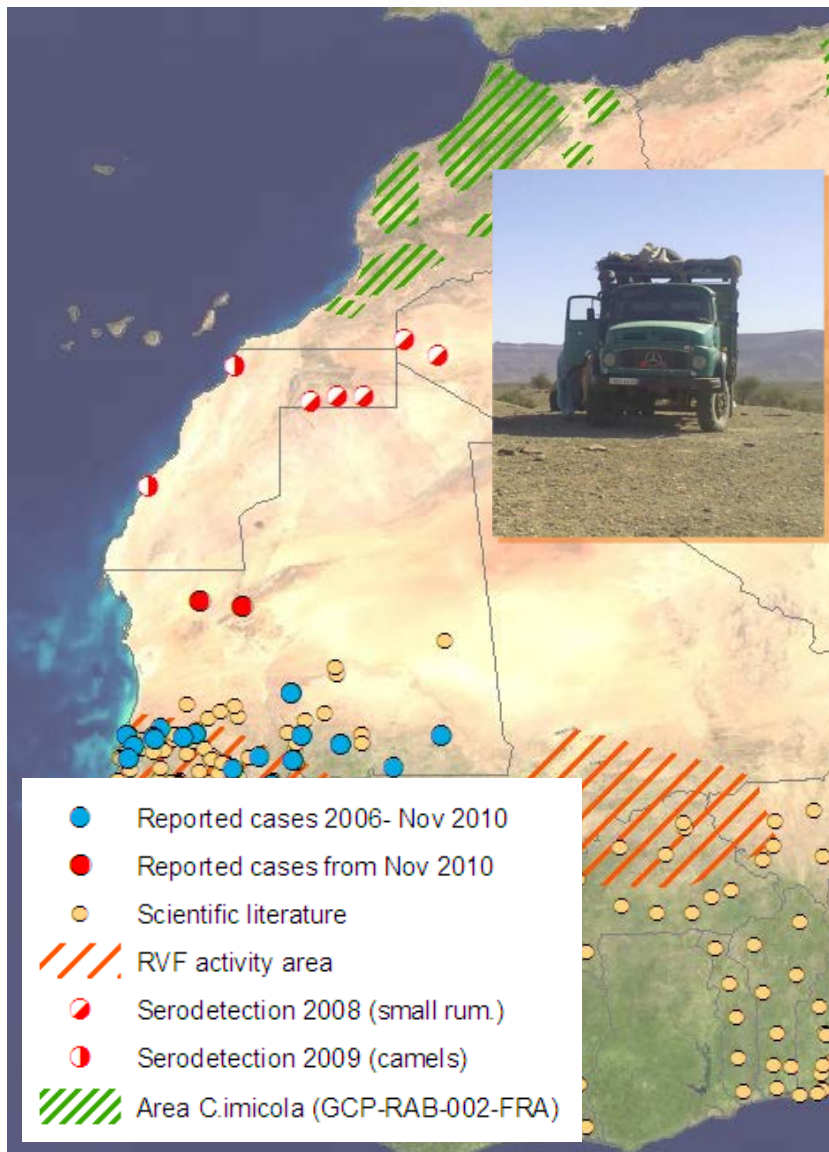 Reported cases 2006- Nov 2010
Reported cases from Nov 2010
Scientific literature
RVF activity area
Serodetection 2008 (small rum.)
Serodetection 2009 (camels)
Area C.imicola (GCP-RAB-002-FRA)